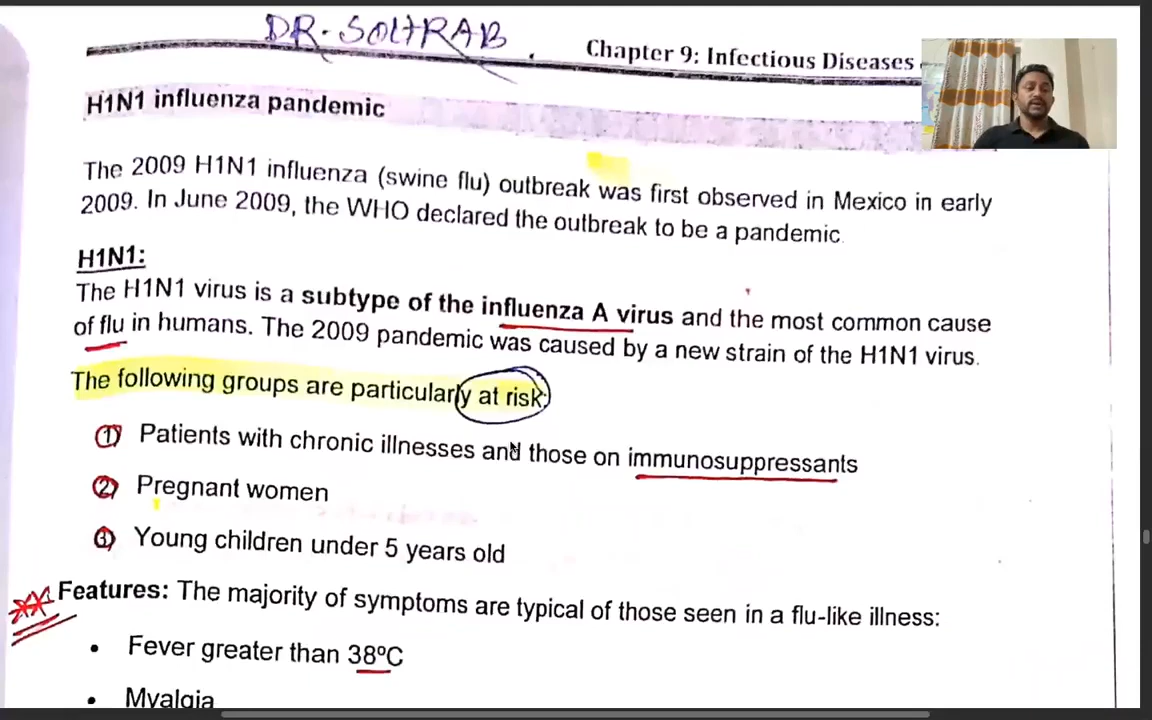 DR. SOLTRAB
Chapter 9: Infectious Diseases
H1N1 influenza pandemic
The 2009 H1N1 influenza (swine flu) outbreak was first observed in Mexico in early
2009. In June 2009, the WHO declared the outbreak to be a pandemic.
H1N1:
The H1N1 virus is a subtype of the influenza A virus and the most common cause
of flu in humans. The 2009 pandemic was caused by a new strain of the H1N1 virus.
The following groups are particularly at risk:
① Patients with chronic illnesses and those on immunosuppressants
② Pregnant women
③ Young children under 5 years old
Features: The majority of symptoms are typical of those seen in a flu-like illness:
• Fever greater than 38ºC
• Myalgia